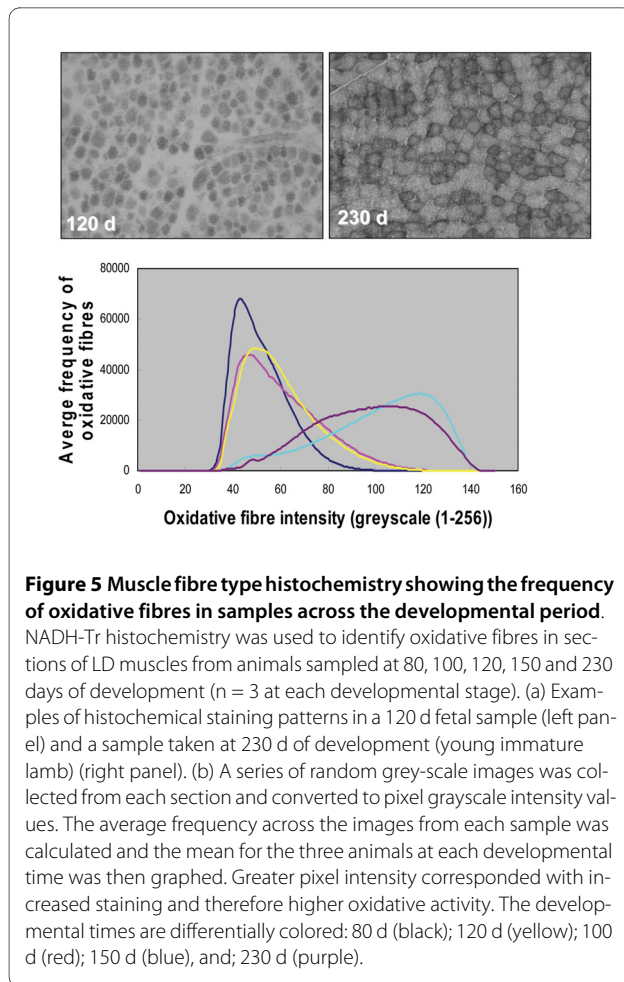 120 d
230 d
80000
60000
40000
20000
0
Averge frequency of
oxidative fibres
0 20 40 60 80 100 120 140 160
Oxidative fibre intensity (greyscale (1-256))
Figure 5 Muscle fibre type histochemistry showing the frequency
of oxidative fibres in samples across the developmental period.
NADH-Tr histochemistry was used to identify oxidative fibres in sec-
tions of LD muscles from animals sampled at 80, 100, 120, 150 and 230
days of development (n = 3 at each developmental stage). (a) Exam-
ples of histochemical staining patterns in a 120 d fetal sample (left pan-
el) and a sample taken at 230 d of development (young immature
lamb) (right panel). (b) A series of random grey-scale images was col-
lected from each section and converted to pixel grayscale intensity val-
ues. The average frequency across the images from each sample was
calculated and the mean for the three animals at each developmental
time was then graphed. Greater pixel intensity corresponded with in-
creased staining and therefore higher oxidative activity. The develop-
mental times are differentially colored: 80 d (black); 120 d (yellow); 100
d (red); 150 d (blue), and; 230 d (purple).